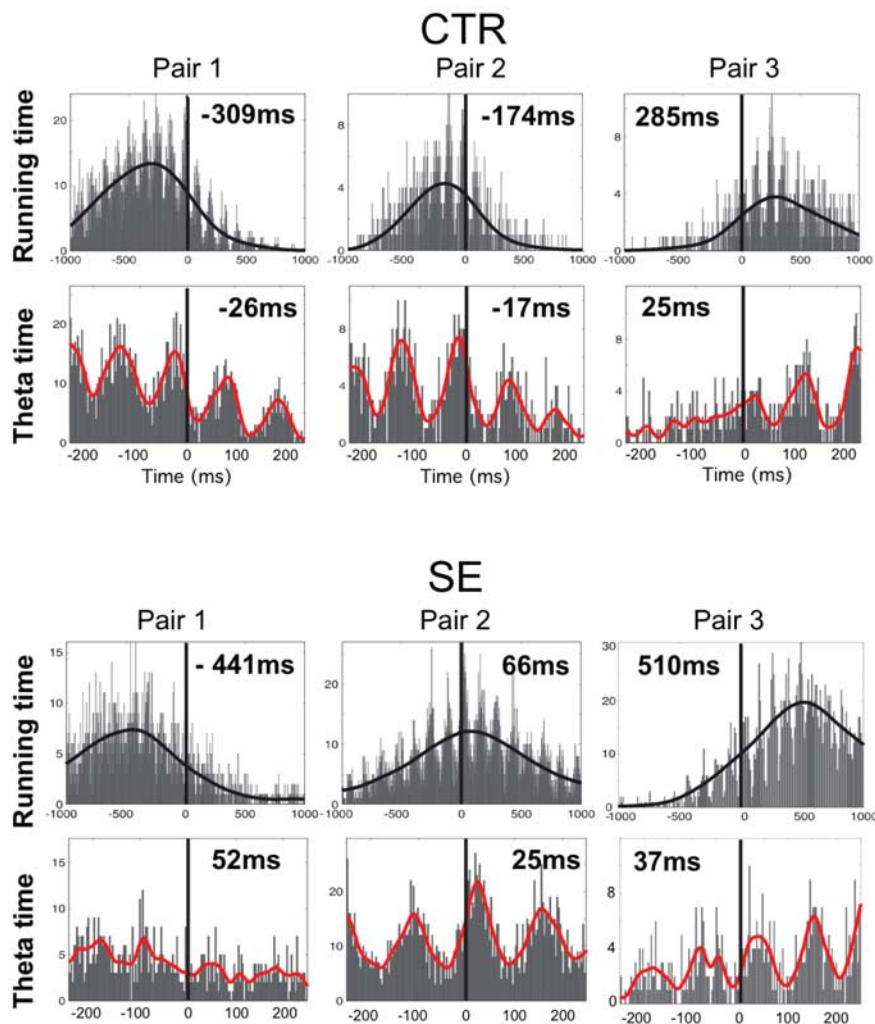 CTR
Pair 1 Pair 2 Pair 3
Running time
20 10 0 -309ms -1000 -500 0 500 1000
8 4 0 -174ms -1000 -500 0 500 1000
8 4 0 285ms -1000 -500 0 500 1000
Theta time
20 10 0 -26ms -200 -100 0 100 200
8 4 0 -17ms -200 -100 0 100 200
8 4 0 25ms -200 -100 0 100 200
Time (ms) Time (ms) Time (ms)
SE
Pair 1 Pair 2 Pair 3
Running time
15 10 5 0 - 441ms -1000 -500 0 500 1000
30 20 10 0 66ms -1000 -500 0 500 1000
30 20 10 0 510ms -1000 -500 0 500 1000
Theta time
15 10 5 0 52ms -200 -100 0 100 200
20 10 0 25ms -200 -100 0 100 200
9 6 3 0 37ms -200 -100 0 100 200